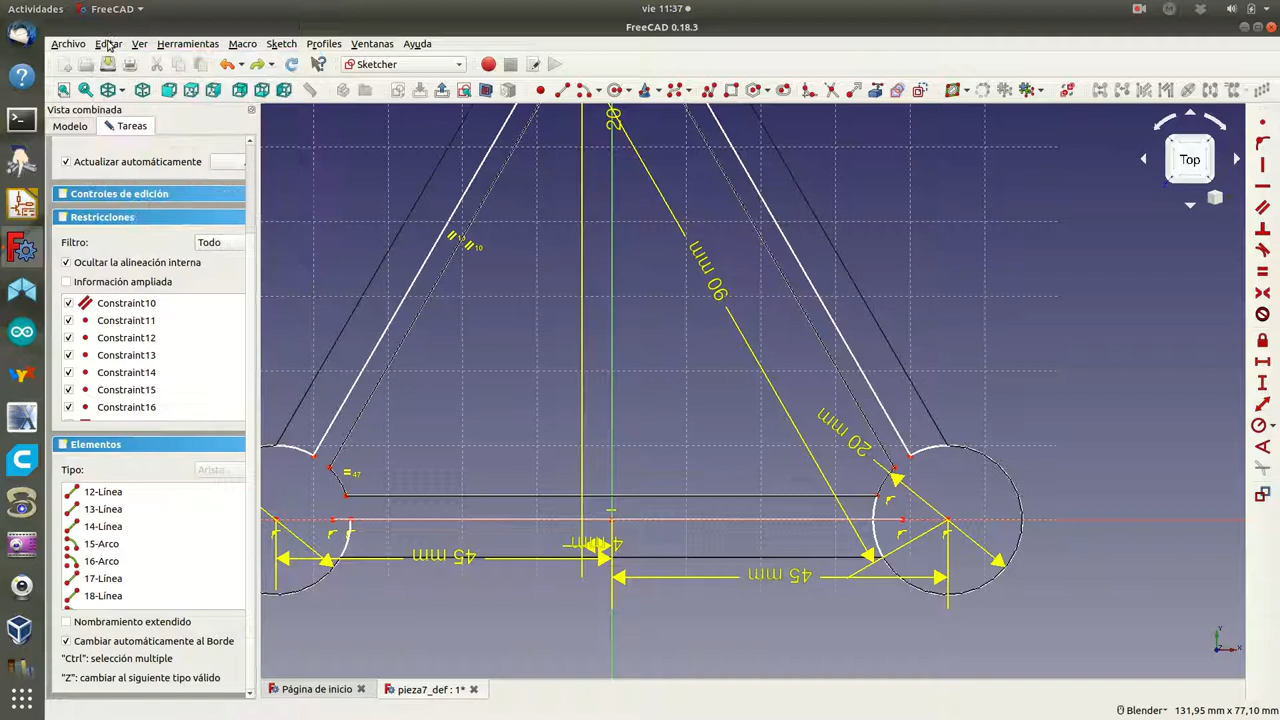 Actividades
FreeCAD
vie 11:37
FreeCAD 0.18.3
Archivo Editar Ver Herramientas Macro Sketch Profiles Ventanas Ayuda
Sketcher
Vista combinada
Modelo Tareas
Actualizar automáticamente
Controles de edición
Restricciones
Filtro: Todo
Ocultar la alineación interna
Información ampliada
Constraint10
Constraint11
Constraint12
Constraint13
Constraint14
Constraint15
Constraint16
Elementos
Tipo: Arista
12-Línea
13-Línea
14-Línea
15-Arco
16-Arco
17-Línea
18-Línea
Nombramiento extendido
Cambiar automáticamente al Borde
"Ctrl": selección multiple
"Z": cambiar al siguiente tipo válido
Top
90 mm
20 mm
10
47
45 mm
45 mm
Página de inicio
pieza7_def : 1*
Blender
131,95 mm x 77,10 mm